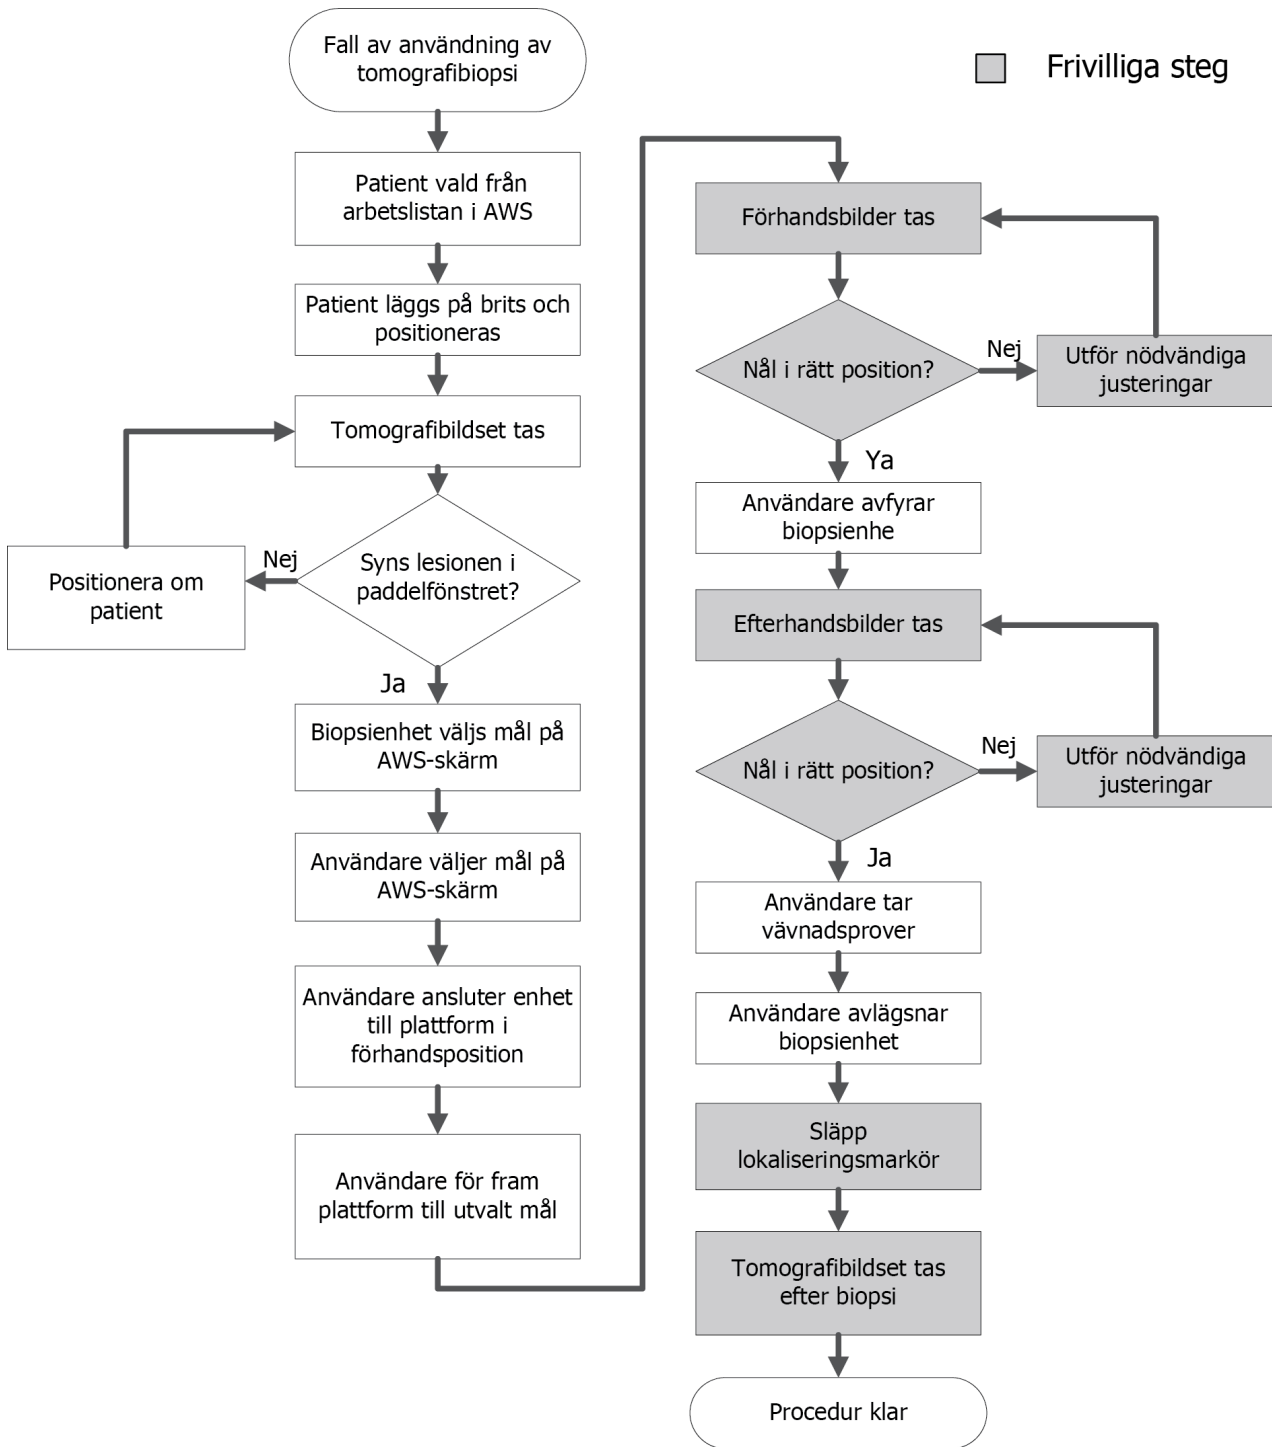 Fall av användning av
tomografibiopsi
Frivilliga steg
Patient vald från
arbetslistan i AWS
Patient läggs på brits och
positioneras
Tomografibildset tas
Syns lesionen i
paddelfönstret?
Nej
Positionera om
patient
Ja
Biopsienhet väljs mål på
AWS-skärm
Användare väljer mål på
AWS-skärm
Användare ansluter enhet
till plattform i
förhandsposition
Användare för fram
plattform till utvalt mål
Förhandsbilder tas
Nål i rätt position?
Nej
Utför nödvändiga
justeringar
Ya
Användare avfyrar
biopsienhe
Efterhandsbilder tas
Nål i rätt position?
Nej
Utför nödvändiga
justeringar
Ja
Användare tar
vävnadsprover
Användare avlägsnar
biopsienhet
Släpp
lokaliseringsmarkör
Tomografibildset tas
efter biopsi
Procedur klar